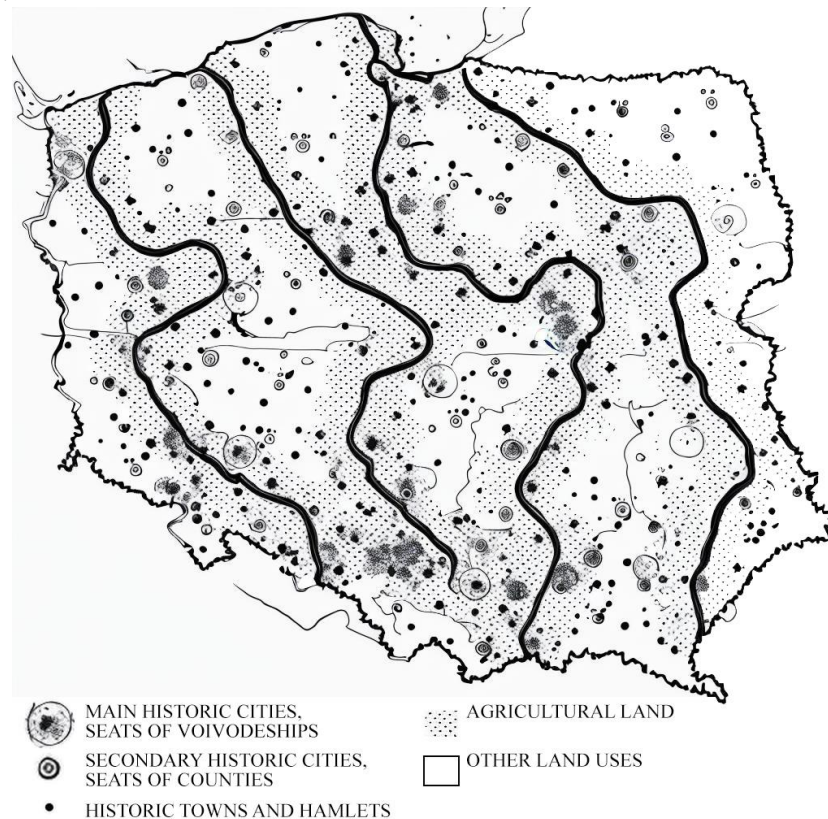 MAIN HISTORIC CITIES,
SEATS OF VOIVODESHIPS
SECONDARY HISTORIC CITIES,
SEATS OF COUNTIES
HISTORIC TOWNS AND HAMLETS
AGRICULTURAL LAND
OTHER LAND USES